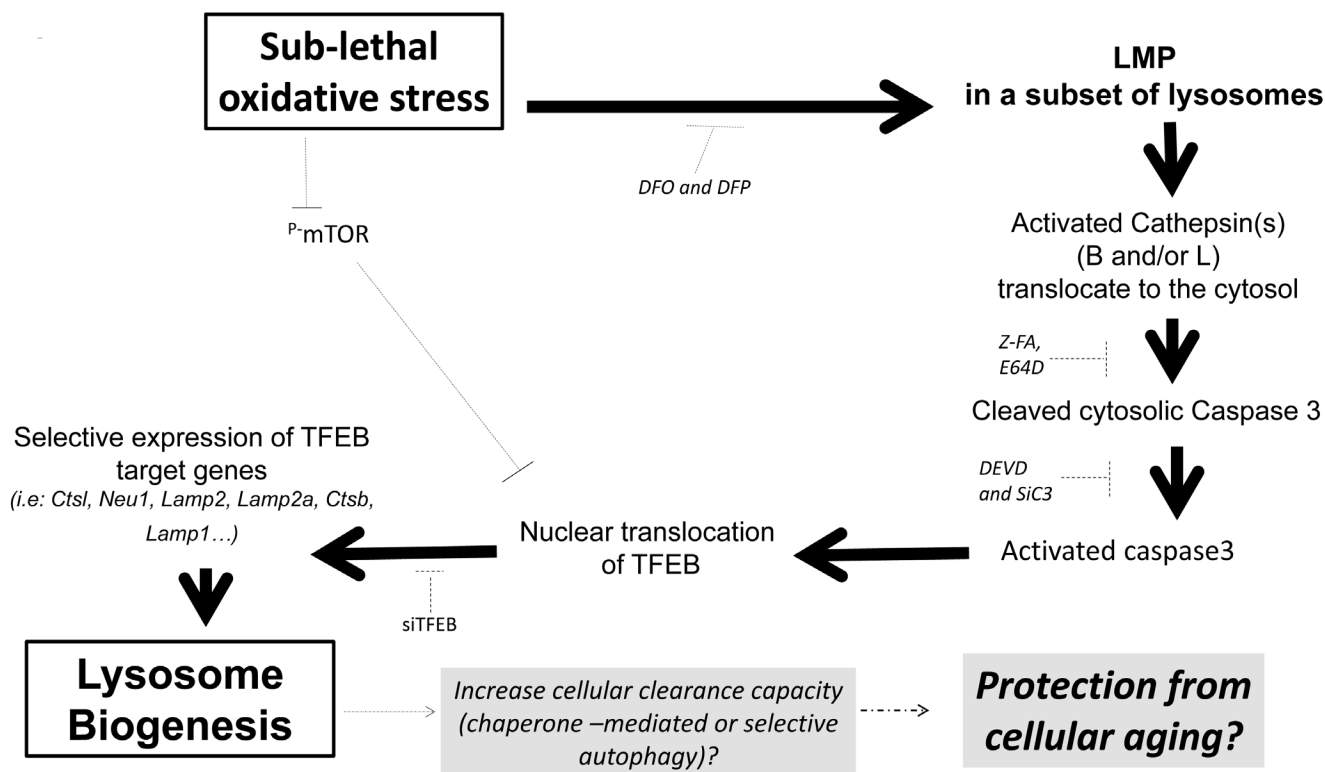 Sub-lethal
oxidative stress
LMP
in a subset of lysosomes
DFO and DFP
P-mTOR
Activated Cathepsin(s)
(B and/or L)
translocate to the cytosol
Z-FA,
E64D
Cleaved cytosolic Caspase 3
DEVD
and SiC3
Activated caspase3
Nuclear translocation
of TFEB
siTFEB
Selective expression of TFEB
target genes
(i.e: Ctsl, Neu1, Lamp2, Lamp2a, Ctsb,
Lamp1…)
Lysosome
Biogenesis
Increase cellular clearance capacity
(chaperone –mediated or selective
autophagy)?
Protection from
cellular aging?